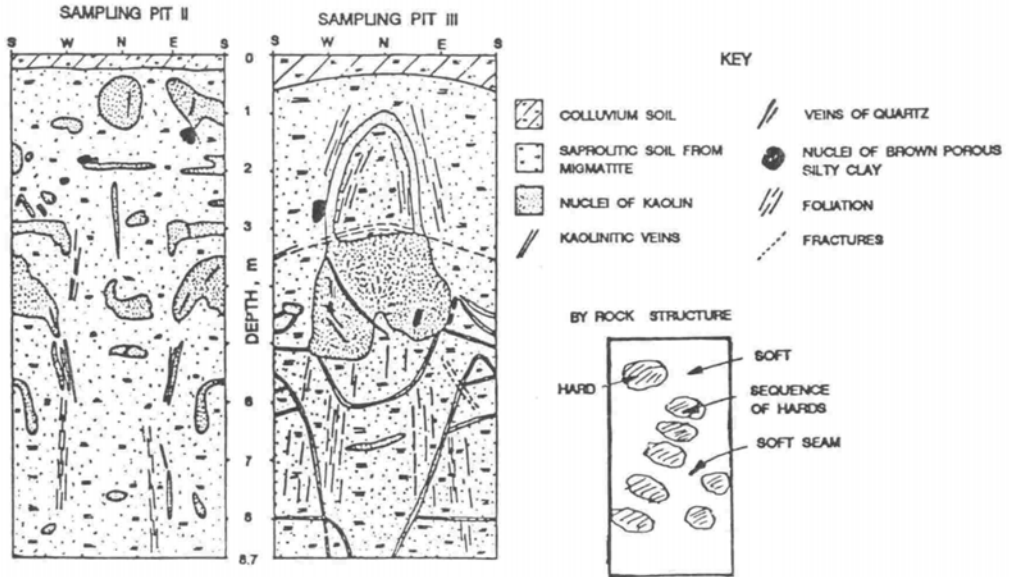 SAMPLING PIT II
SAMPLING PIT III
S W N E S
S W N E S
0
1
2
3
4
5
6
7
8
8.7
DEPTH, m
KEY
COLLUVIUM SOIL
SAPROLITIC SOIL FROM
MIGMATITE
NUCLEI OF KAOLIN
KAOLINITIC VEINS
VEINS OF QUARTZ
NUCLEI OF BROWN POROUS
SILTY CLAY
FOLIATION
FRACTURES
BY ROCK STRUCTURE
HARD
SOFT
SEQUENCE
OF HARDS
SOFT SEAM